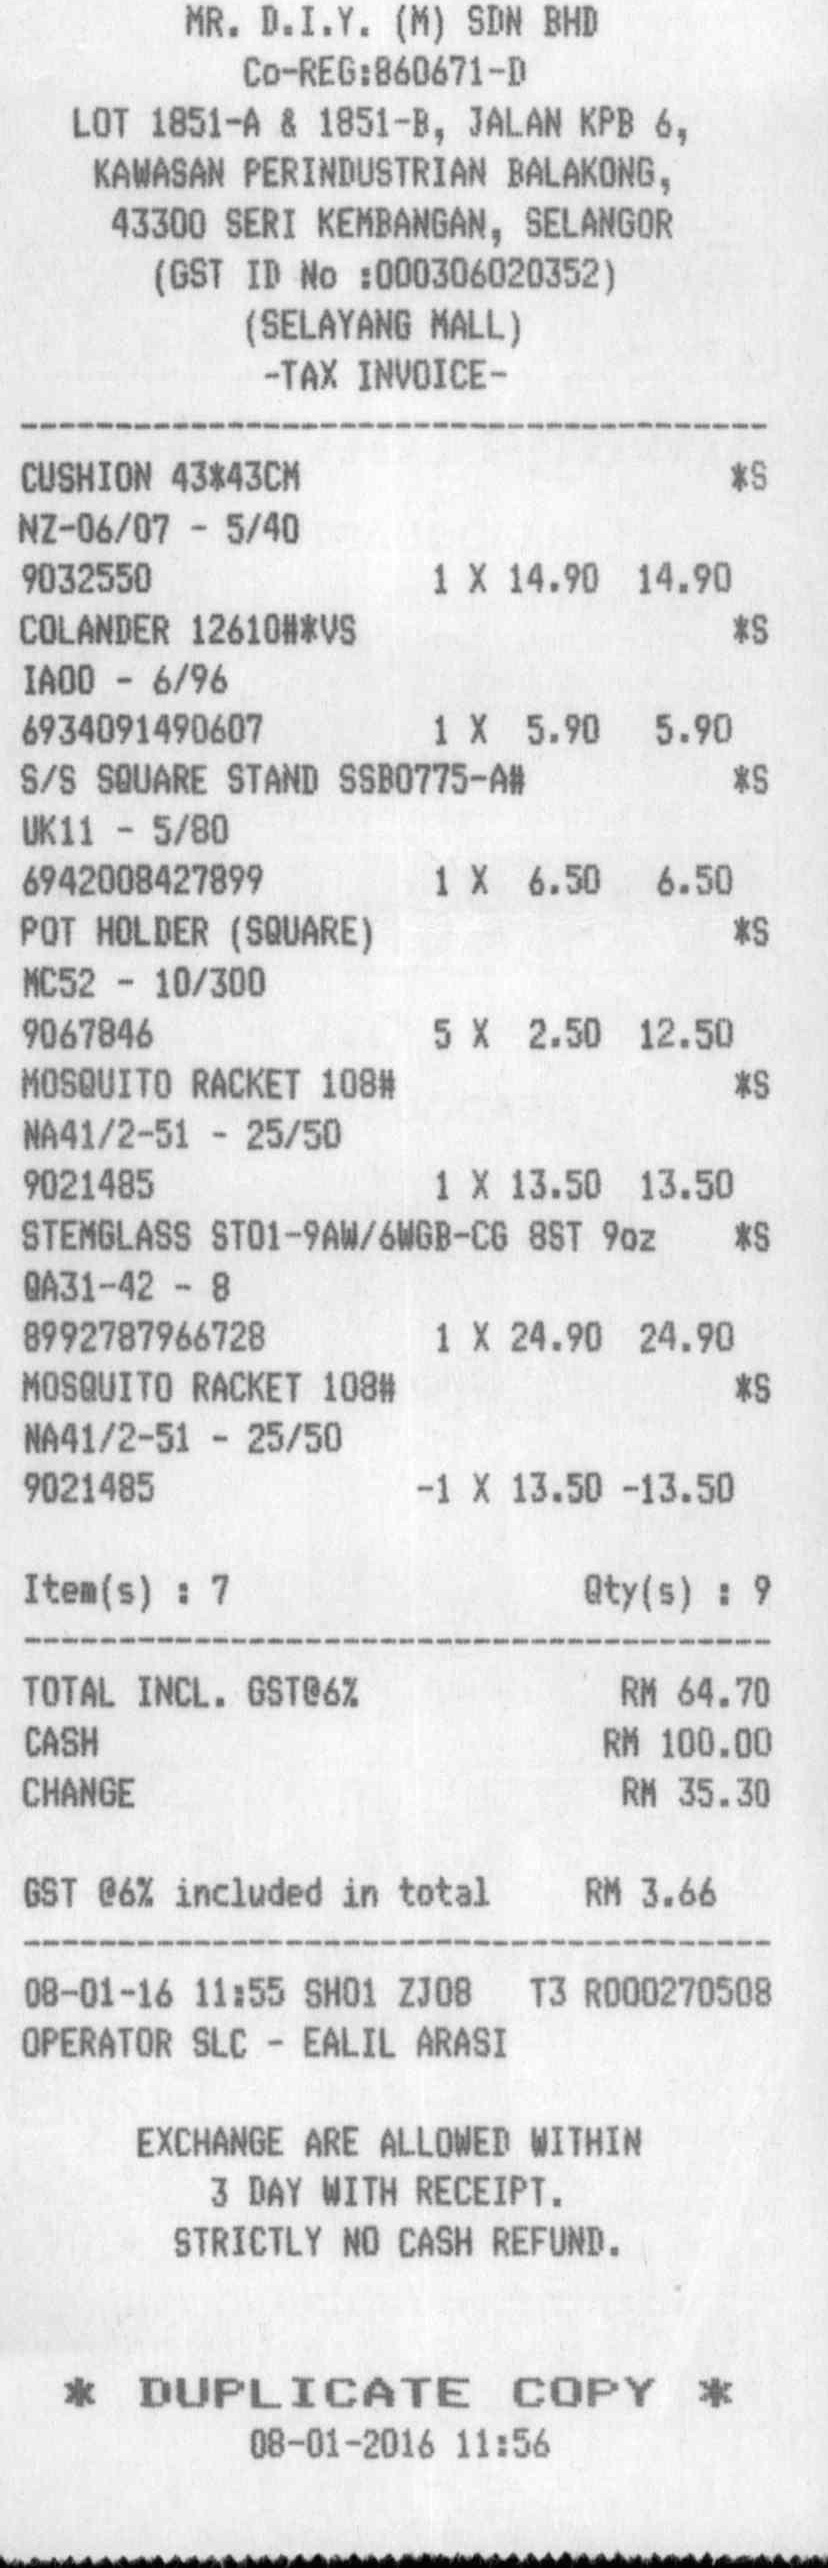 MR. D.I.Y. (M) SDN BHD
Co-REG:860671-D
LOT 1851-A & 1851-B, JALAN KPB 6,
KAWASAN PERINDUSTRIAN BALAKONG,
43300 SERI KEMBANGAN, SELANGOR
(GST ID No :000306020352)
(SELAYANG MALL)
-TAX INVOICE-
CUSHION 43*43CM *S
NZ-06/07 - 5/40
9032550 1 X 14.90 14.90
COLANDER 12610#*VS *S
IA00 - 6/96
6934091490607 1 X 5.90 5.90
S/S SQUARE STAND SSB0775-A# *S
UK11 - 5/80
6942008427899 1 X 6.50 6.50
POT HOLDER (SQUARE) *S
MC52 - 10/300
9067846 5 X 2.50 12.50
MOSQUITO RACKET 108# *S
NA41/2-51 - 25/50
9021485 1 X 13.50 13.50
STEMGLASS ST01-9AW/6WGB-CG 8ST 9oz *S
QA31-42 - 8
8992787966728 1 X 24.90 24.90
MOSQUITO RACKET 108# *S
NA41/2-51 - 25/50
9021485 -1 X 13.50 -13.50
Item(s) : 7 Qty(s) : 9
TOTAL INCL. GST@6% RM 64.70
CASH RM 100.00
CHANGE RM 35.30
GST @6% included in total RM 3.66
08-01-16 11:55 SH01 ZJ08 T3 R000270508
OPERATOR SLC - EALIL ARASI
EXCHANGE ARE ALLOWED WITHIN
3 DAY WITH RECEIPT.
STRICTLY NO CASH REFUND.
* DUPLICATE COPY *
08-01-2016 11:56